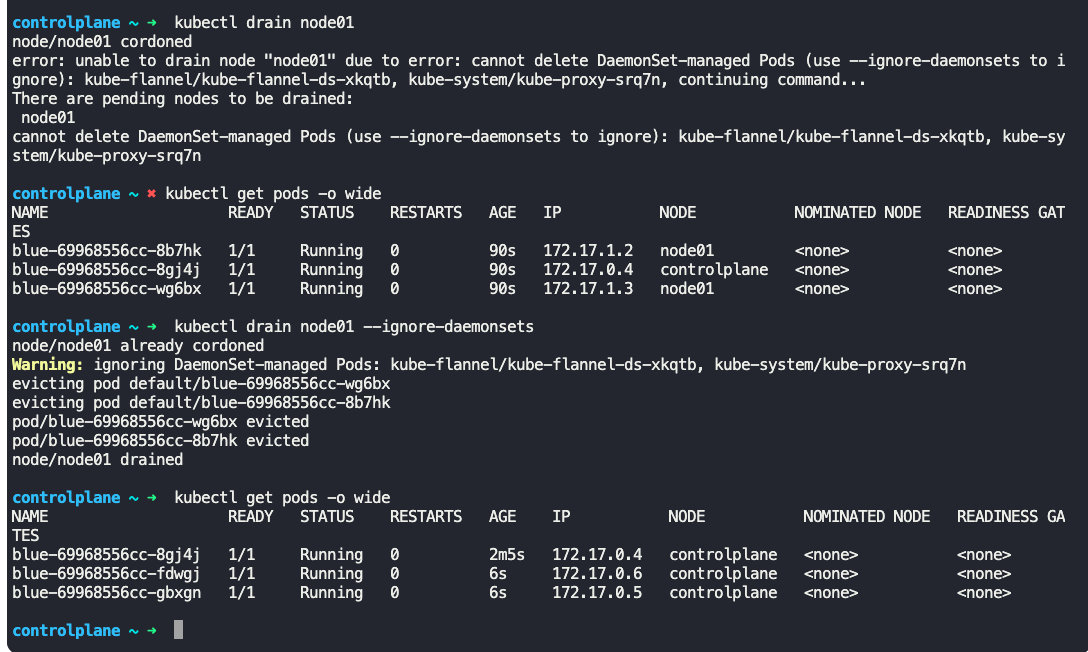 controlplane ~ ➜  kubectl drain node01
node/node01 cordoned
error: unable to drain node "node01" due to error: cannot delete DaemonSet-managed Pods (use --ignore-daemonsets to i
gnore): kube-flannel/kube-flannel-ds-xkqtb, kube-system/kube-proxy-srq7n, continuing command...
There are pending nodes to be drained:
 node01
cannot delete DaemonSet-managed Pods (use --ignore-daemonsets to ignore): kube-flannel/kube-flannel-ds-xkqtb, kube-sy
stem/kube-proxy-srq7n
controlplane ~ ✖ kubectl get pods -o wide
NAME                    READY   STATUS    RESTARTS   AGE   IP           NODE           NOMINATED NODE   READINESS GAT
ES
blue-69968556cc-8b7hk   1/1     Running   0          90s   172.17.1.2   node01         <none>           <none>
blue-69968556cc-8gj4j   1/1     Running   0          90s   172.17.0.4   controlplane   <none>           <none>
blue-69968556cc-wg6bx   1/1     Running   0          90s   172.17.1.3   node01         <none>           <none>
controlplane ~ ➜  kubectl drain node01 --ignore-daemonsets
node/node01 already cordoned
Warning: ignoring DaemonSet-managed Pods: kube-flannel/kube-flannel-ds-xkqtb, kube-system/kube-proxy-srq7n
evicting pod default/blue-69968556cc-wg6bx
evicting pod default/blue-69968556cc-8b7hk
pod/blue-69968556cc-wg6bx evicted
pod/blue-69968556cc-8b7hk evicted
node/node01 drained
controlplane ~ ➜  kubectl get pods -o wide
NAME                    READY   STATUS    RESTARTS   AGE    IP           NODE           NOMINATED NODE   READINESS GA
TES
blue-69968556cc-8gj4j   1/1     Running   0          2m5s   172.17.0.4   controlplane   <none>           <none>
blue-69968556cc-fdwgj   1/1     Running   0          6s     172.17.0.6   controlplane   <none>           <none>
blue-69968556cc-gbxgn   1/1     Running   0          6s     172.17.0.5   controlplane   <none>           <none>
controlplane ~ ➜